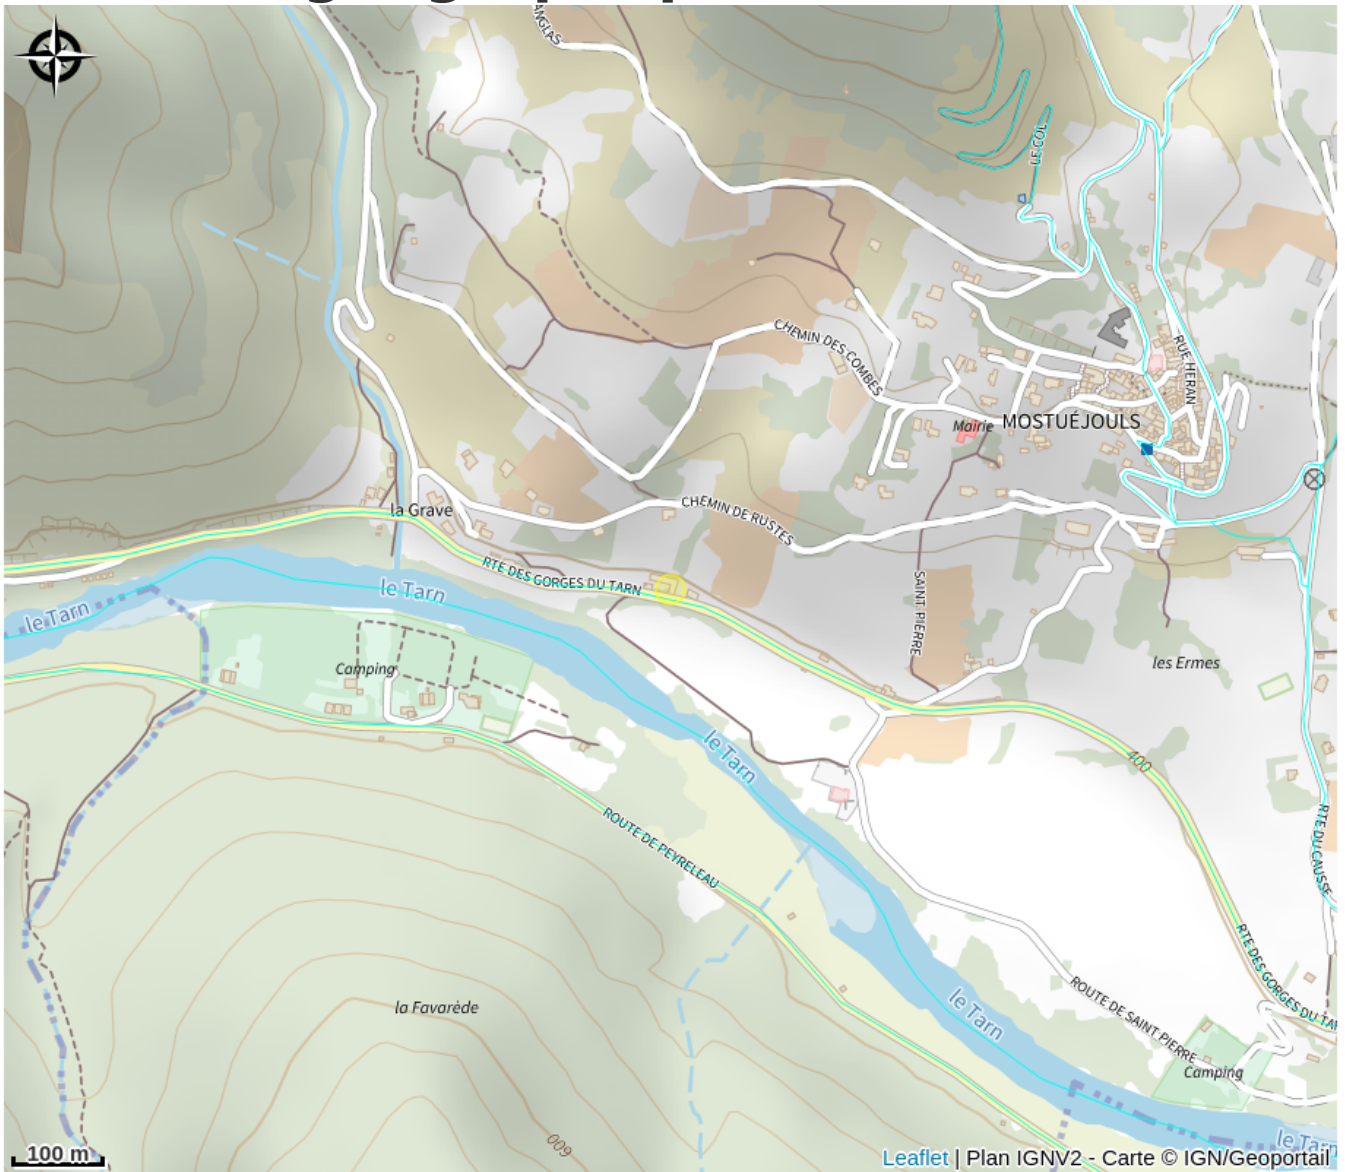 ANGLAS
LE COL
CHEMIN DES COMBES
RUE HERAN
MOSTUÉJOULS
Mairie
la Grave
CHEMIN DE RUSTES
RTE DES GORGES DU TARN
le Tarn
le Tarn
SAINT PIERRE
Camping
les Ermes
le Tarn
400
ROUTE DE PEYRELEAU
RTE DU CAUSSE
RTE DES GORGES DU TA
la Favarède
le Tarn
ROUTE DE SAINT PIERRE
Camping
600
le Tarn
100 m
Leaflet | Plan IGNV2 - Carte © IGN/Geoportail